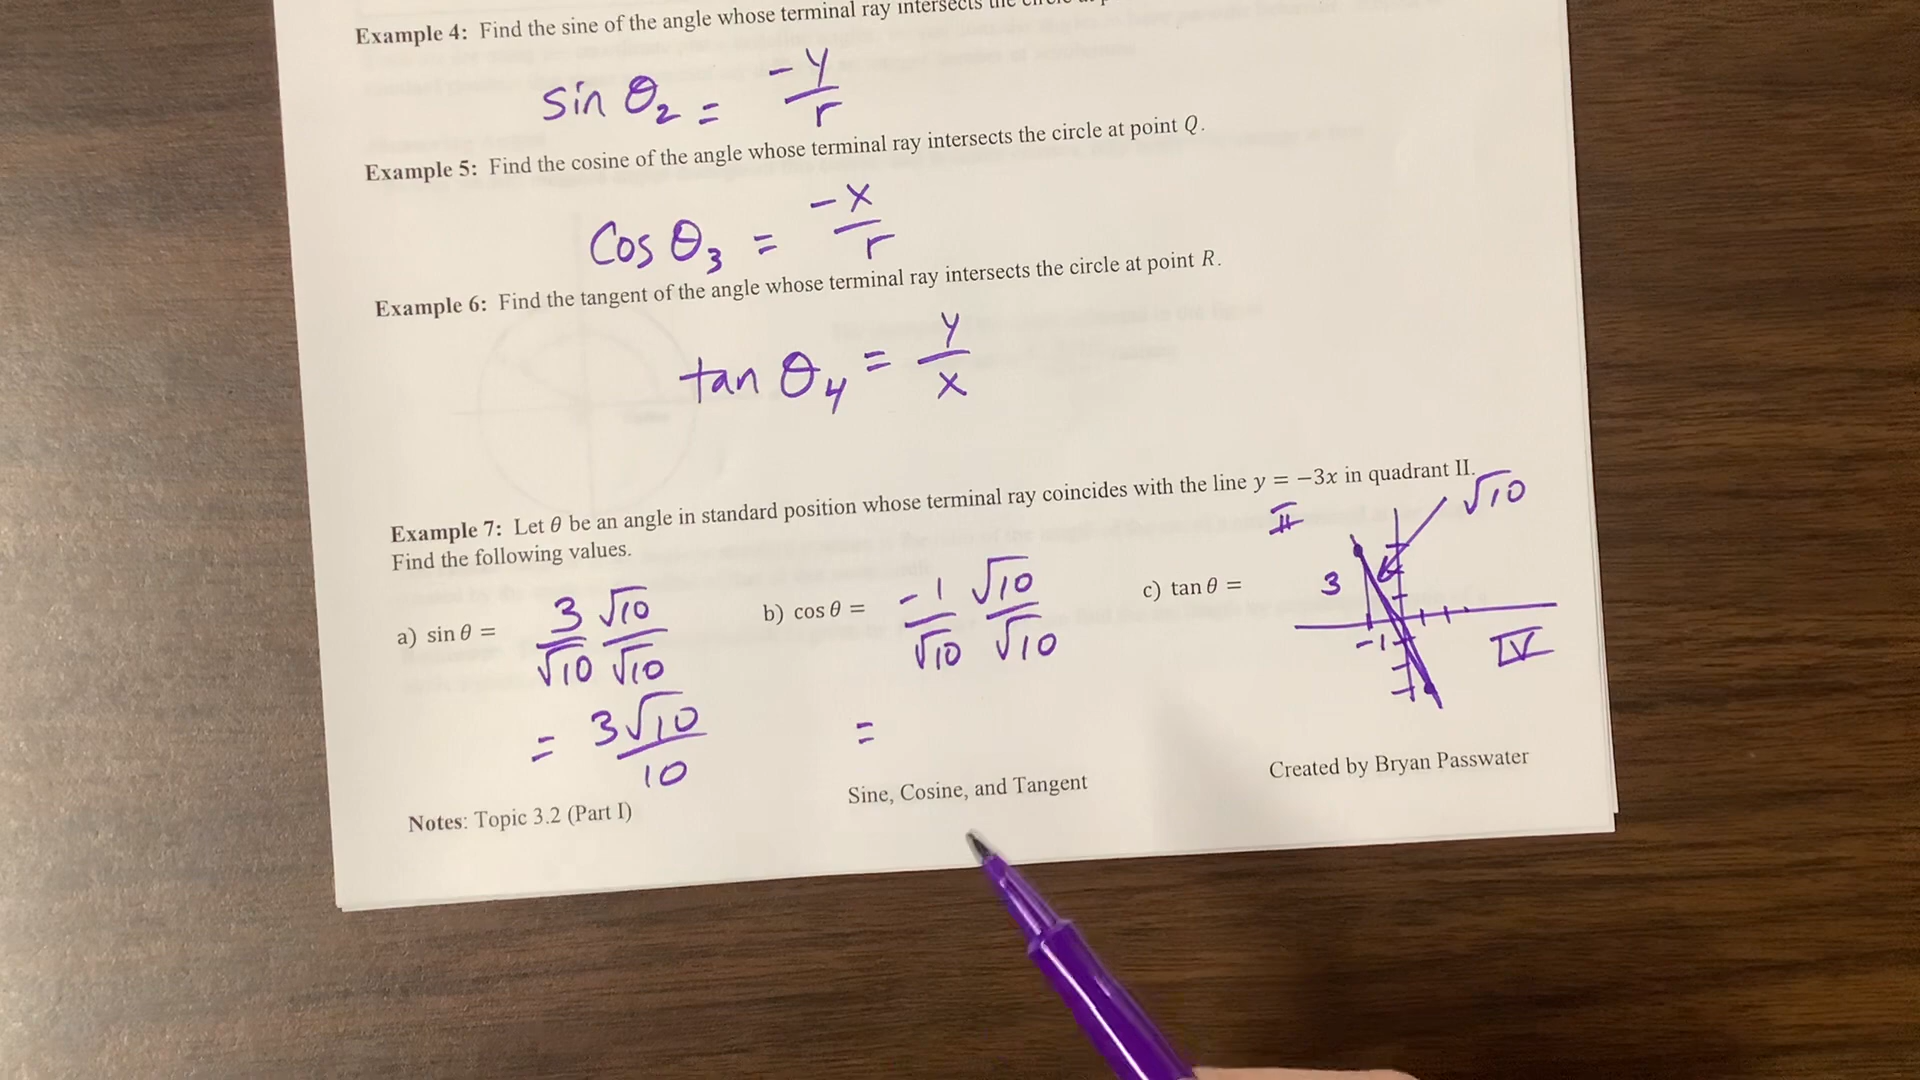 Example 4: Find the sine of the angle whose terminal ray intersects the circle at
sin θ₂ = -y/r
Example 5: Find the cosine of the angle whose terminal ray intersects the circle at point Q.
cos θ₃ = -x/r
Example 6: Find the tangent of the angle whose terminal ray intersects the circle at point R.
tan θ₄ = y/x
Example 7: Let θ be an angle in standard position whose terminal ray coincides with the line y = −3x in quadrant II.
Find the following values.
a) sin θ = 3/√10 √10/√10
= 3√10/10
b) cos θ = -1/√10 √10/√10
=
c) tan θ =
II
√10
3
-1
IV
Notes: Topic 3.2 (Part I)
Sine, Cosine, and Tangent
Created by Bryan Passwater